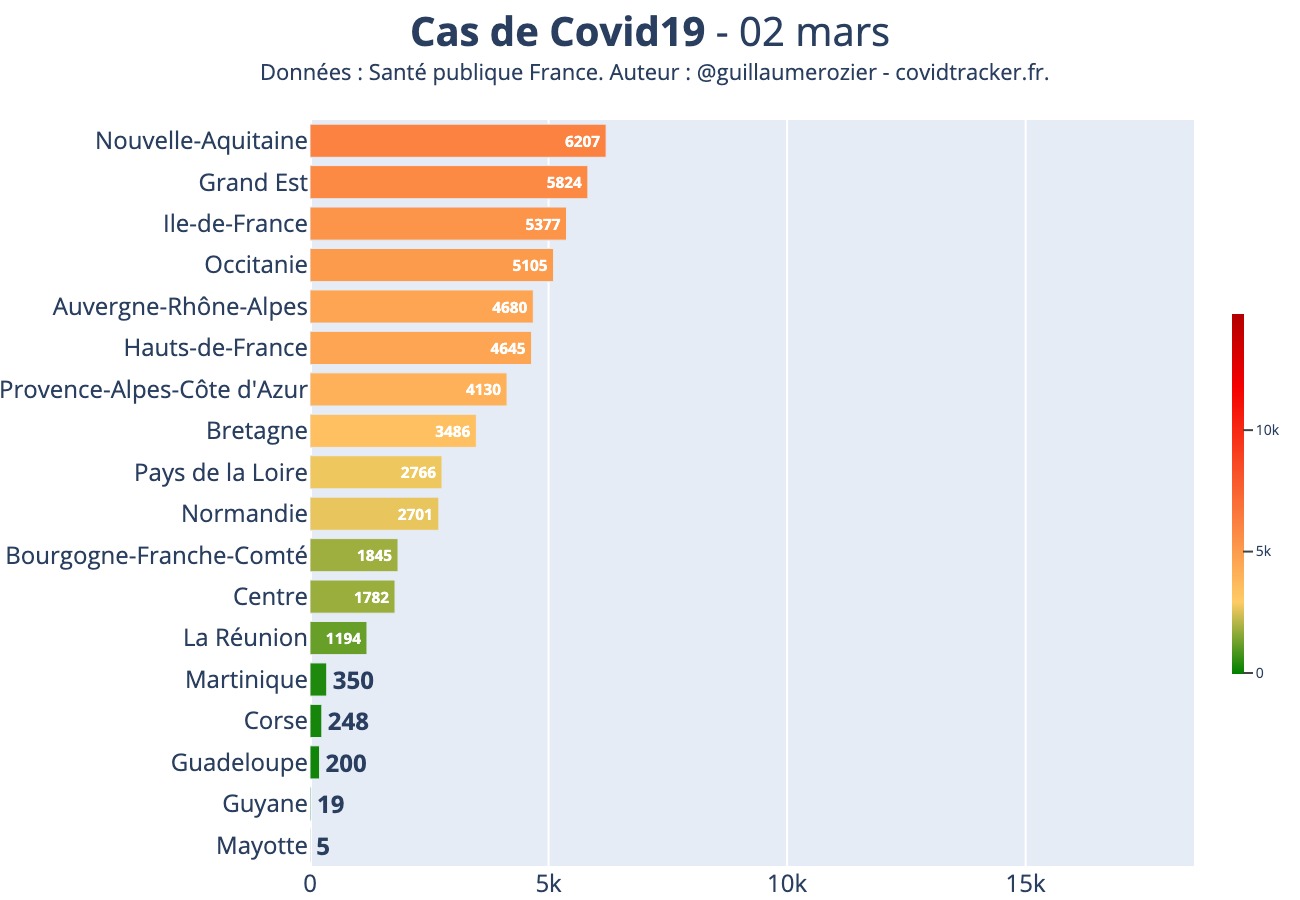 Cas de Covid19 - 02 mars
Données : Santé publique France. Auteur : @guillaumerozier - covidtracker.fr.
Nouvelle-Aquitaine 6207
Grand Est 5824
Ile-de-France 5377
Occitanie 5105
Auvergne-Rhône-Alpes 4680
Hauts-de-France 4645
Provence-Alpes-Côte d'Azur 4130
Bretagne 3486
Pays de la Loire 2766
Normandie 2701
Bourgogne-Franche-Comté 1845
Centre 1782
La Réunion 1194
Martinique 350
Corse 248
Guadeloupe 200
Guyane 19
Mayotte 5
0 5k 10k 15k
10k
5k
0